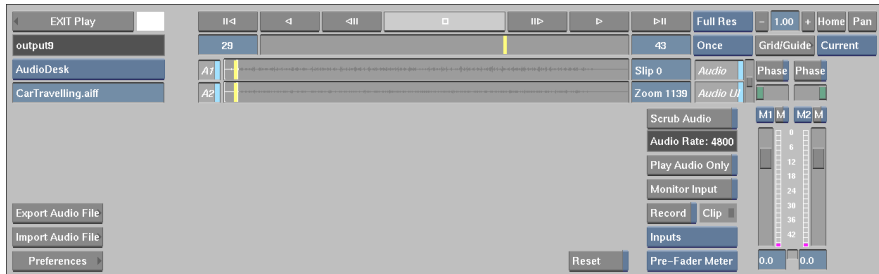 EXIT Play Full Res - 1.00 + Home Pan
output9 29 43 Once Grid/Guide Current
AudioDesk A1 Slip 0 Audio Phase Phase
CarTravelling.aiff A2 Zoom 1139 Audio UI
Scrub Audio M1 M M2 M
Audio Rate: 4800 0
6
Play Audio Only 12
18
Monitor Input 24
Export Audio File Record Clip 30
36
Import Audio File Inputs 42
Preferences Reset Pre-Fader Meter 0.0 0.0